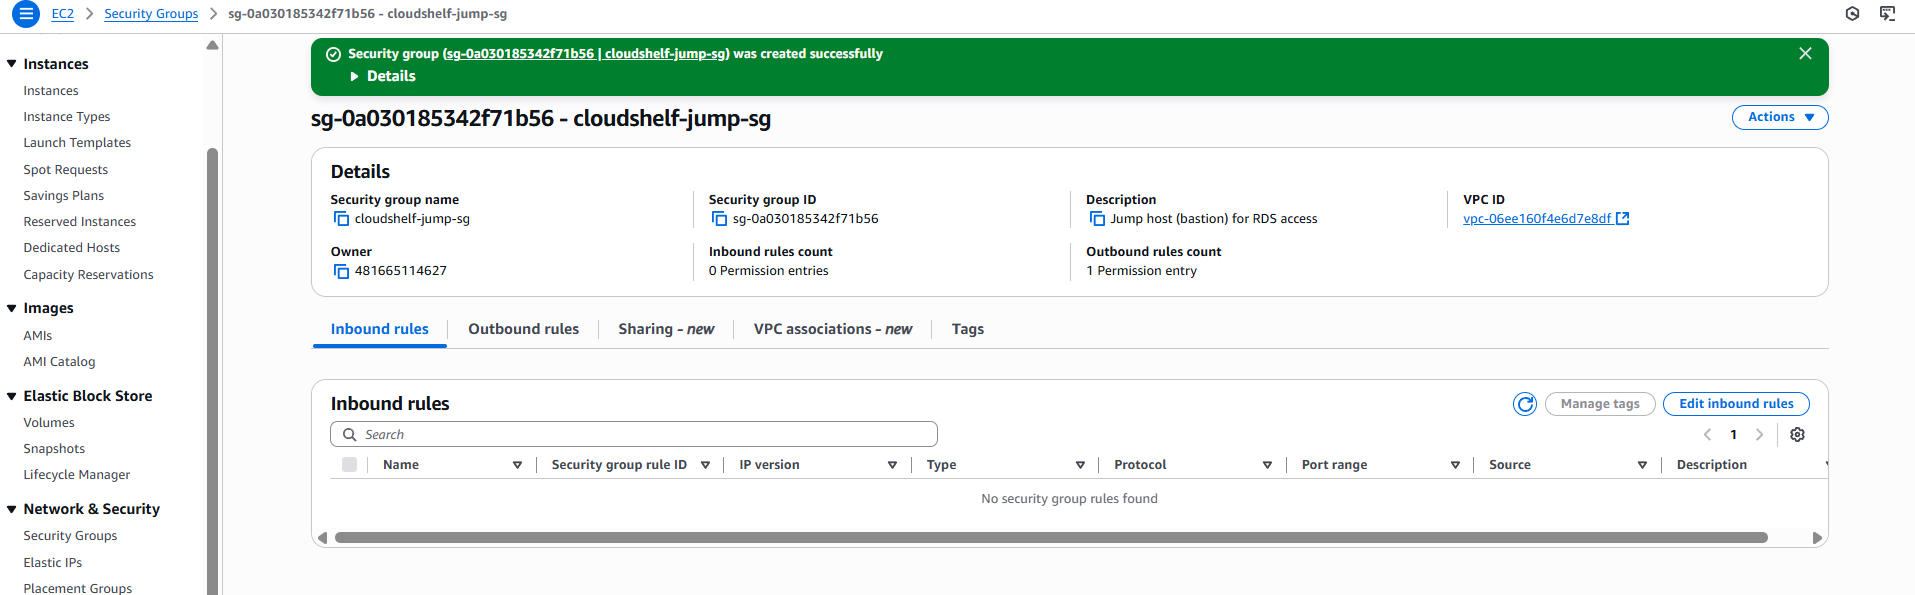 EC2 > Security Groups > sg-0a030185342f71b56 - cloudshelf-jump-sg
Instances
Instances
Instance Types
Launch Templates
Spot Requests
Savings Plans
Reserved Instances
Dedicated Hosts
Capacity Reservations
Images
AMIs
AMI Catalog
Elastic Block Store
Volumes
Snapshots
Lifecycle Manager
Network & Security
Security Groups
Elastic IPs
Placement Groups
Security group (sg-0a030185342f71b56 | cloudshelf-jump-sg) was created successfully
Details
sg-0a030185342f71b56 - cloudshelf-jump-sg
Actions
Details
Security group name
cloudshelf-jump-sg
Security group ID
sg-0a030185342f71b56
Description
Jump host (bastion) for RDS access
VPC ID
vpc-06ee160f4e6d7e8df
Owner
481665114627
Inbound rules count
0 Permission entries
Outbound rules count
1 Permission entry
Inbound rules
Outbound rules
Sharing - new
VPC associations - new
Tags
Inbound rules
Manage tags
Edit inbound rules
Search
1
Name
Security group rule ID
IP version
Type
Protocol
Port range
Source
Description
No security group rules found